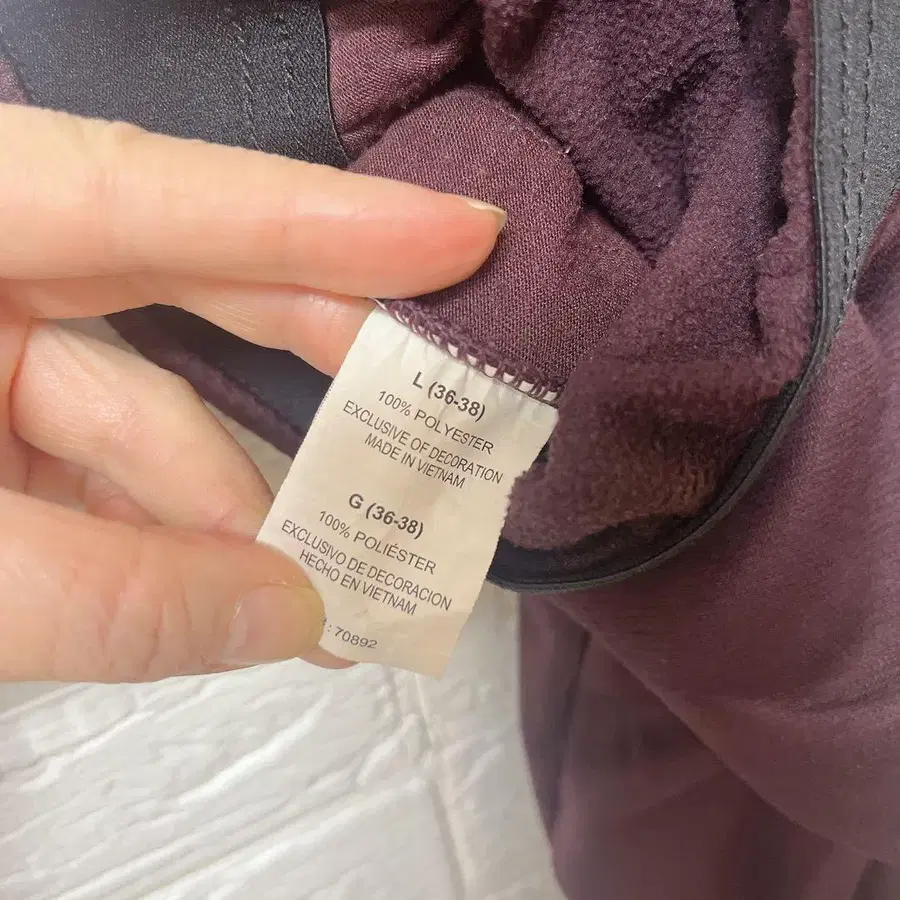 L (36-38)
100% POLYESTER
EXCLUSIVE OF DECORATION
MADE IN VIETNAM
G (36-38)
100% POLIÉSTER
EXCLUSIVO DE DECORACION
HECHO EN VIETNAM
: 70892